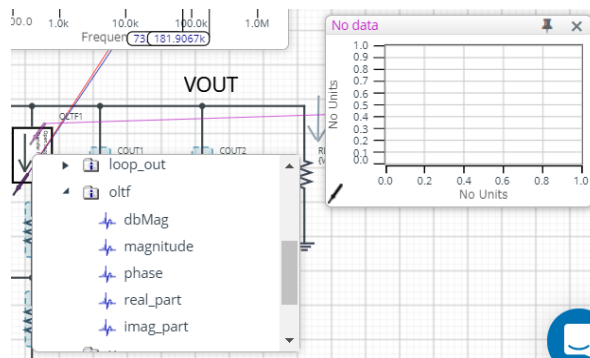 No data
00.0 1.0k 10.0k 100.0k 1.0M
Frequen 73 181.9067k
VOUT
OLTF1
COUT1 COUT2
loop_out
oltf
dbMag
magnitude
phase
real_part
imag_part
No Units
1.0
0.9
0.8
0.7
0.6
0.5
0.4
0.3
0.2
0.1
0.0
0.0 0.2 0.4 0.6 0.8 1.0
No Units